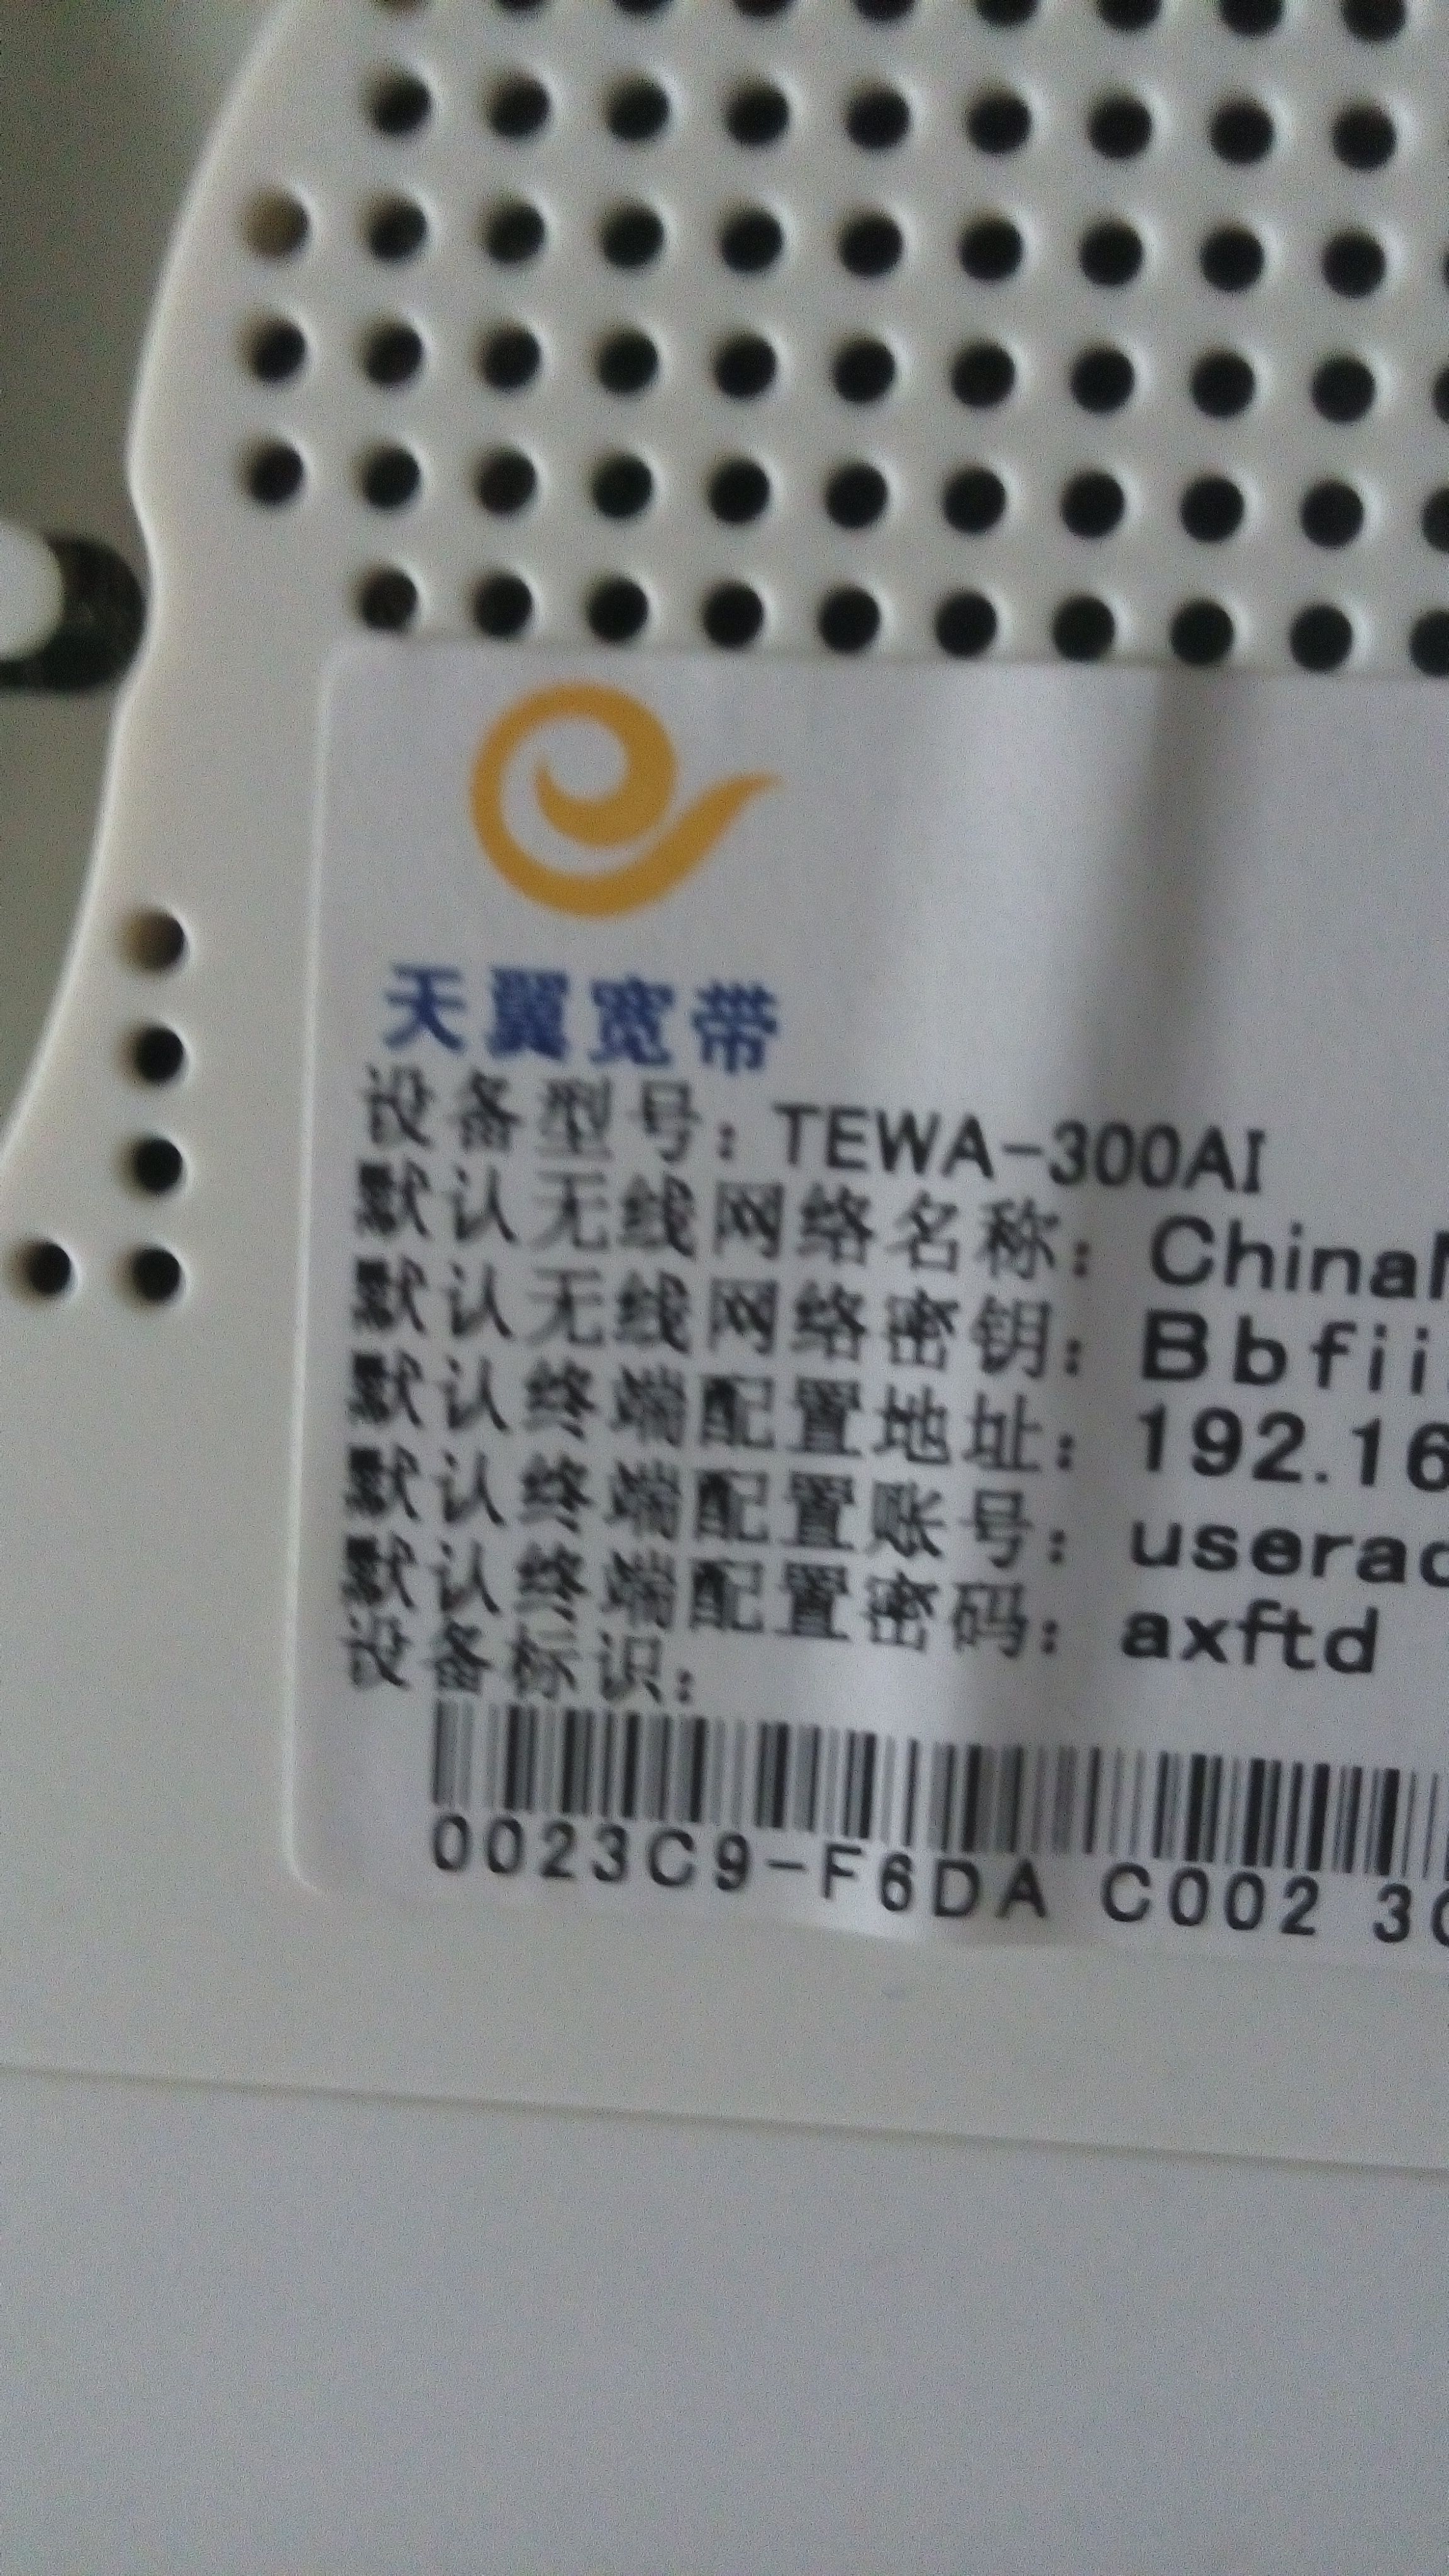 天翼宽带
设备型号：TEWA-300AI
默认无线网络名称：China
默认无线网络密钥：Bbfii
默认终端配置地址：192.16
默认终端配置账号：usera
默认终端配置密码：axftd
设备标识：
0023C9-F6DA C002 3